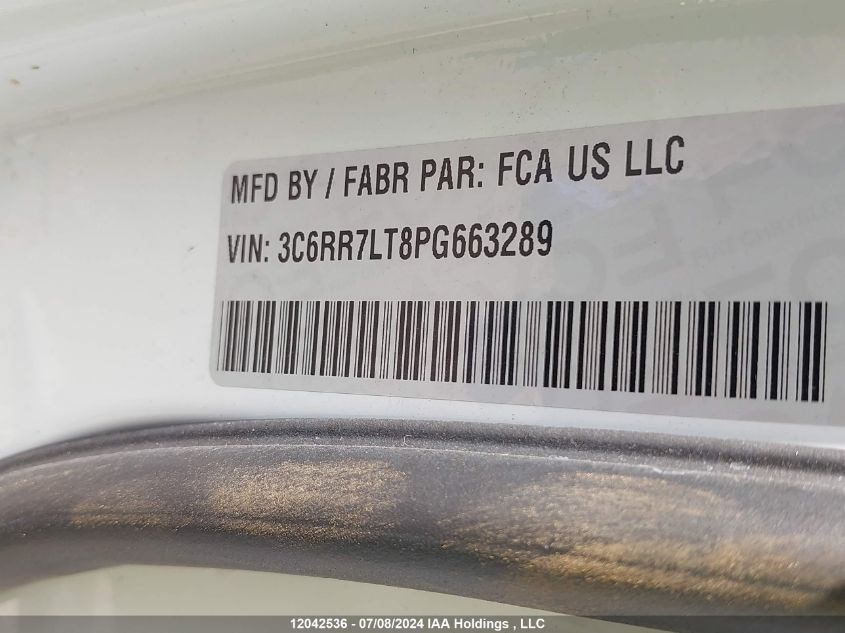 MFD BY / FABR PAR: FCA US LLC
VIN: 3C6RR7LT8PG663289
12042536 - 07/08/2024 IAA Holdings , LLC